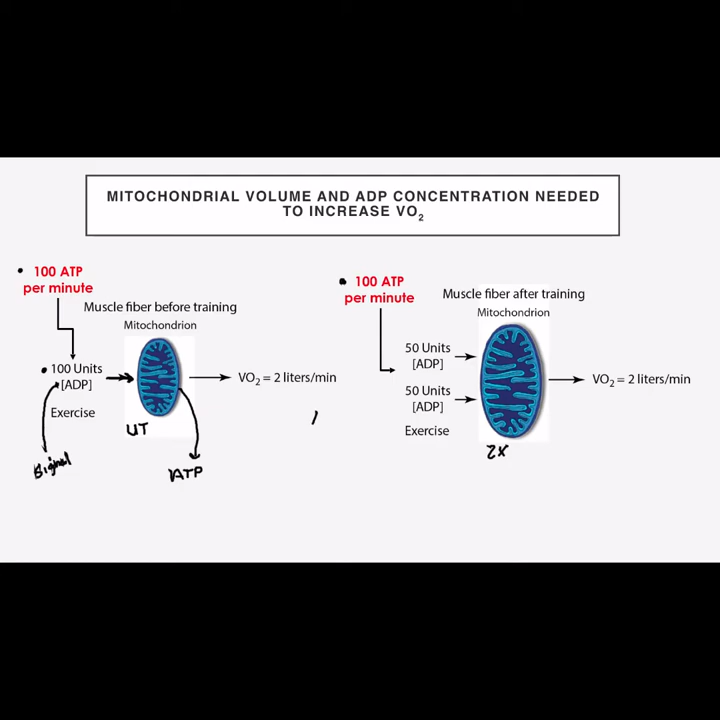 MITOCHONDRIAL VOLUME AND ADP CONCENTRATION NEEDED
TO INCREASE VO₂
• 100 ATP
per minute
Muscle fiber before training
Mitochondrion
• 100 Units
[ADP]
Exercise
VO₂ = 2 liters/min
UT
Signal
ATP
• 100 ATP
per minute
Muscle fiber after training
Mitochondrion
50 Units
[ADP]
50 Units
[ADP]
Exercise
VO₂ = 2 liters/min
2X